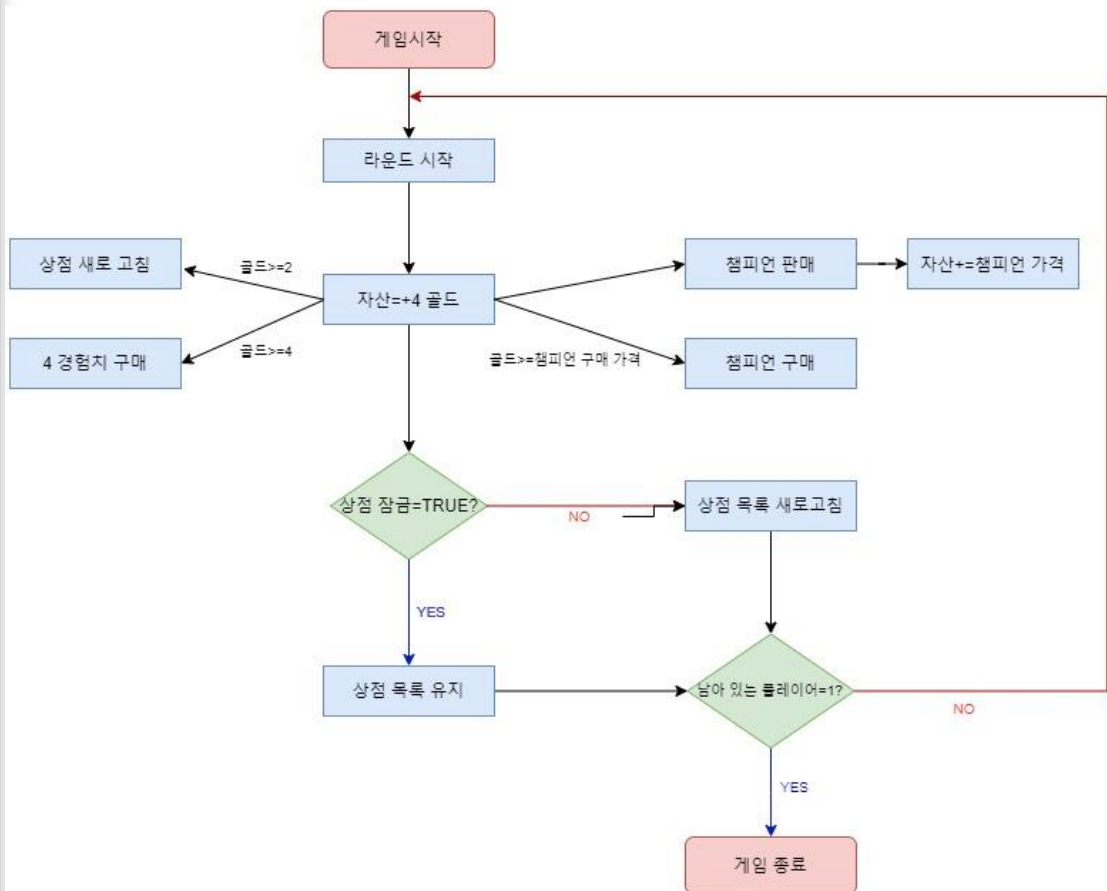 게임시작
라운드 시작
상점 새로 고침
골드>=2
자산=+4 골드
챔피언 판매
자산+=챔피언 가격
4 경험치 구매
골드>=4
골드>=챔피언 구매 가격
챔피언 구매
상점 잠금=TRUE?
NO
상점 목록 새로고침
YES
상점 목록 유지
남아 있는 플레이어=1?
NO
YES
게임 종료